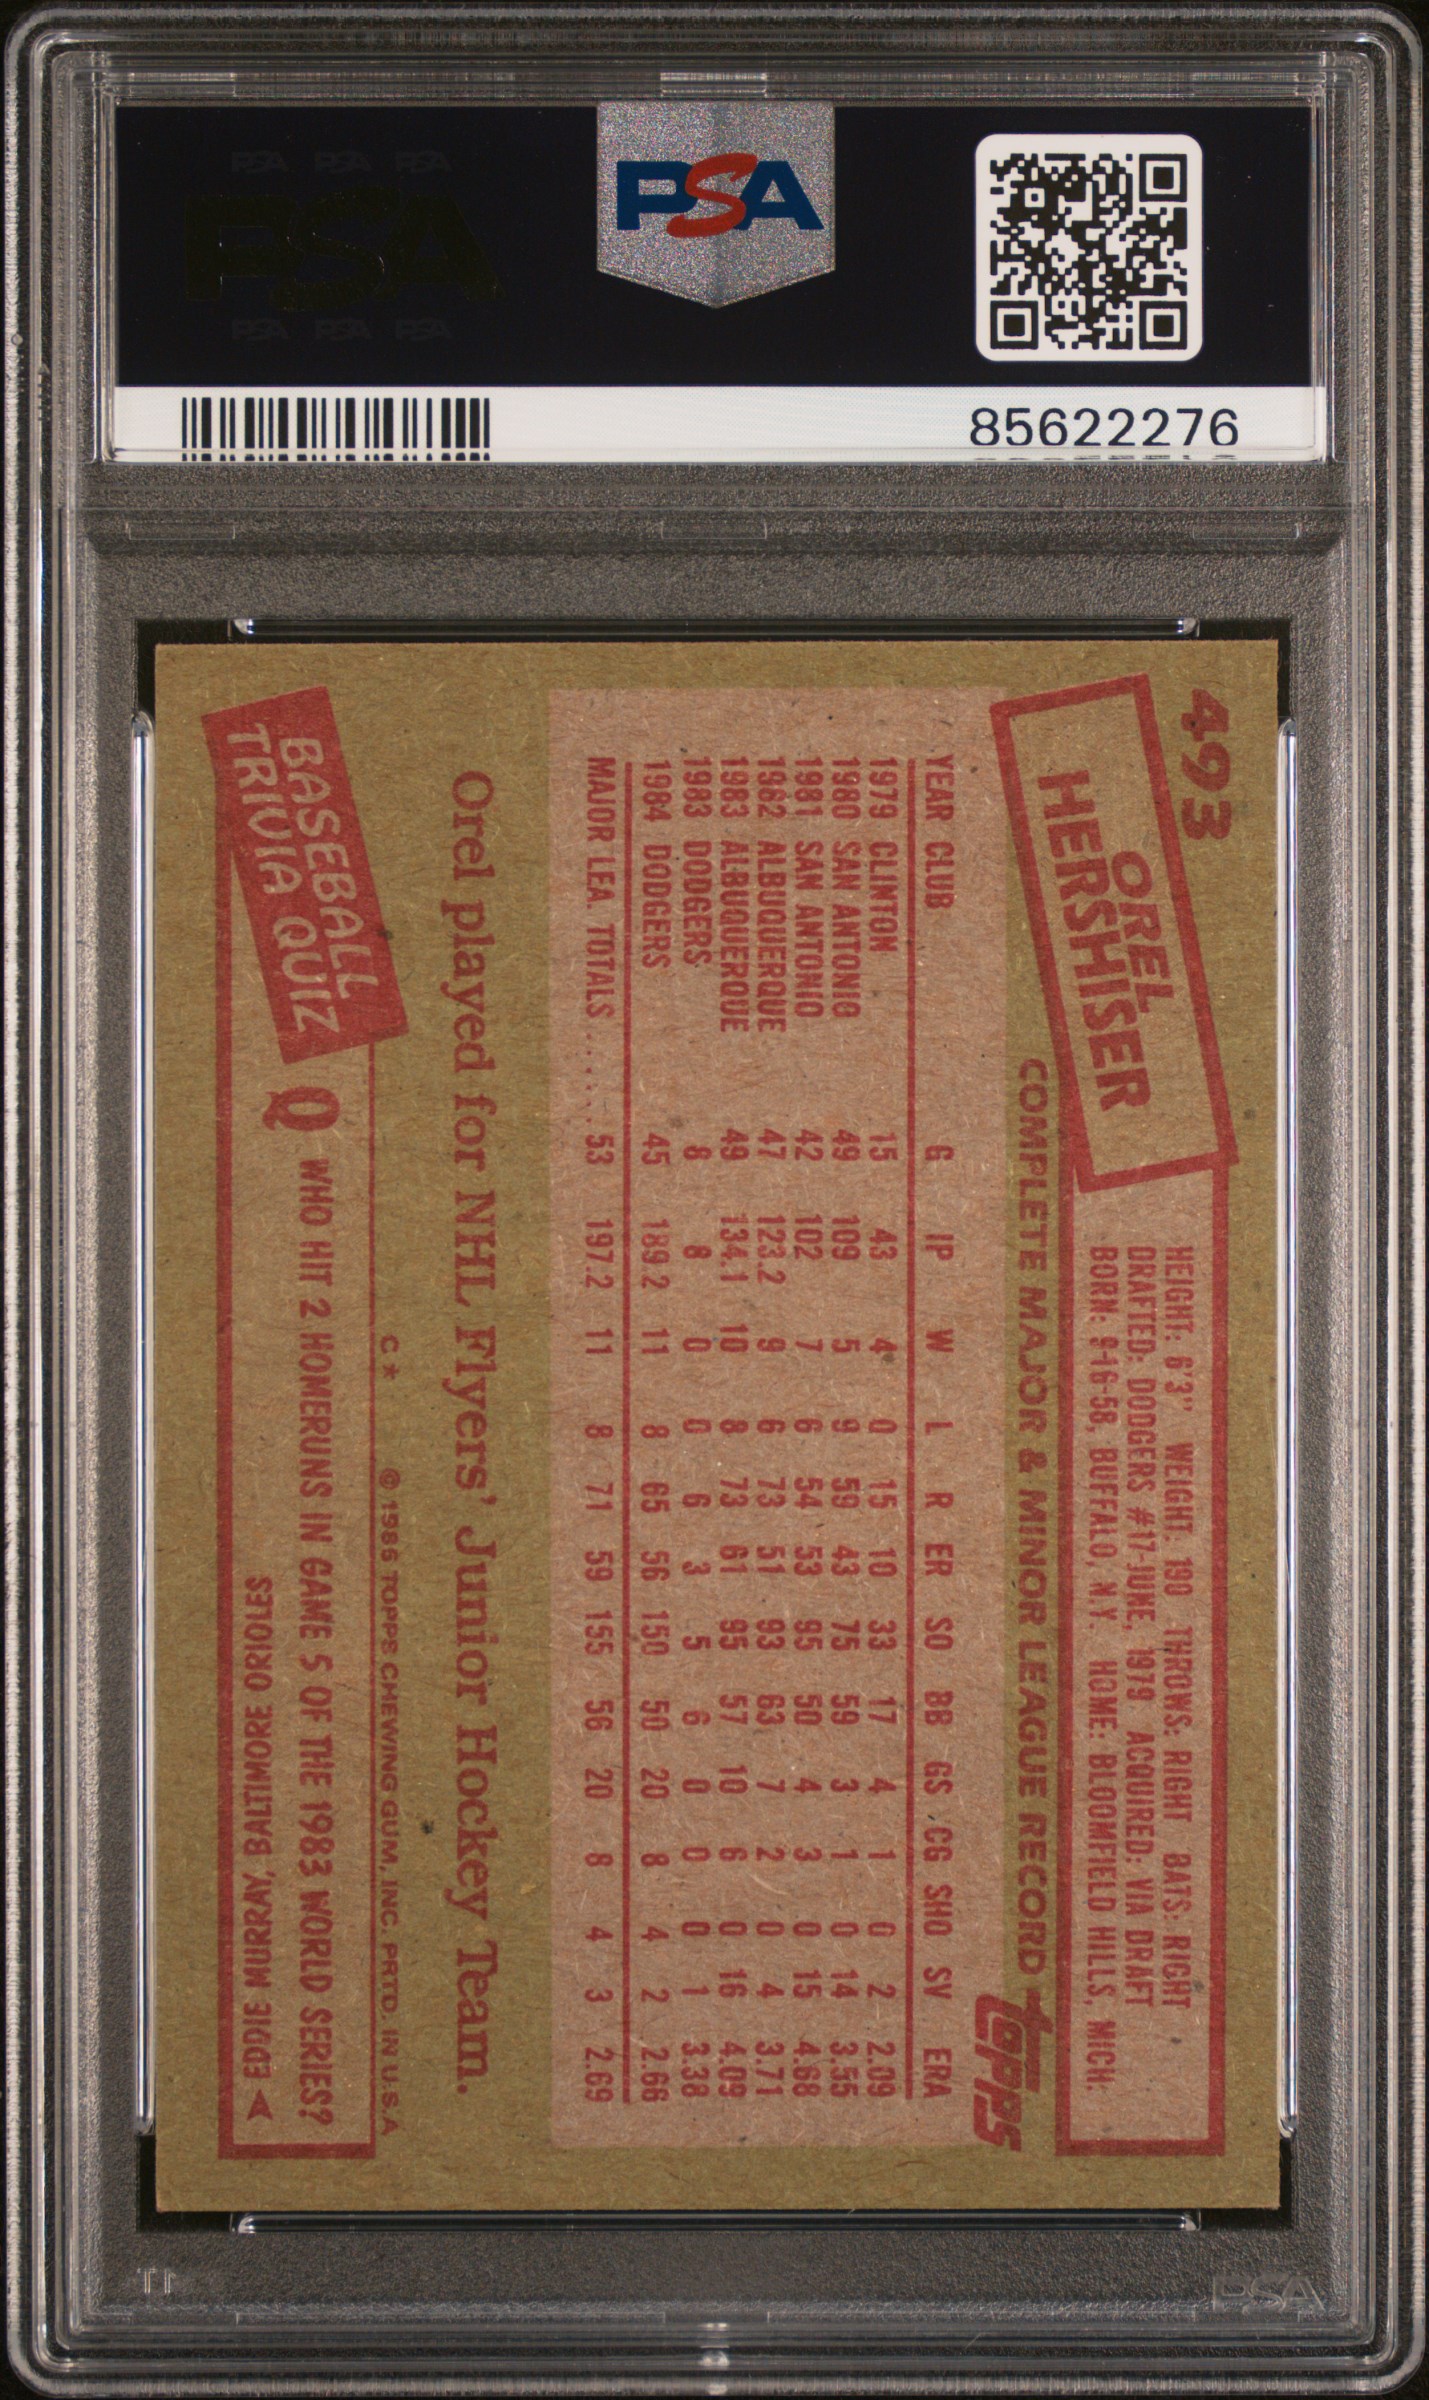 PSA PSA PSA
PSA
PSA PSA PSA
PSA
85622276
493
OREL
HERSHISER
HEIGHT: 6'3" WEIGHT: 190 THROWS: RIGHT BATS: RIGHT
DRAFTED: DODGERS #17-JUNE, 1979 ACQUIRED: VIA DRAFT
BORN: 9-16-58, BUFFALO, N.Y. HOME: BLOOMFIELD HILLS, MICH.
COMPLETE MAJOR & MINOR LEAGUE RECORD
topps
YEAR CLUB G IP W L R ER SO BB GS CG SHO SV ERA
1979 CLINTON 15 43 4 0 15 10 33 17 4 1 0 2 2.09
1980 SAN ANTONIO 49 109 5 9 59 43 75 59 3 1 0 14 3.55
1981 SAN ANTONIO 42 102 7 6 54 53 95 50 4 3 0 15 4.68
1982 ALBUQUERQUE 47 123.2 9 6 73 51 93 63 7 2 0 4 3.71
1983 ALBUQUERQUE 49 134.1 10 8 73 61 95 57 10 6 0 16 4.09
1983 DODGERS 8 8 0 0 6 3 5 6 0 0 0 1 3.38
1984 DODGERS 45 189.2 11 8 65 56 150 50 20 8 4 2 2.66
MAJOR LEA. TOTALS ...... 53 197.2 11 8 71 59 155 56 20 8 4 3 2.69
Orel played for NHL Flyers' Junior Hockey Team.
C* © 1985 TOPPS CHEWING GUM, INC. PRTD. IN U.S.A
BASEBALL
TRIVIA QUIZ
Q WHO HIT 2 HOMERUNS IN GAME 5 OF THE 1983 WORLD SERIES?
EDDIE MURRAY, BALTIMORE ORIOLES
PSA